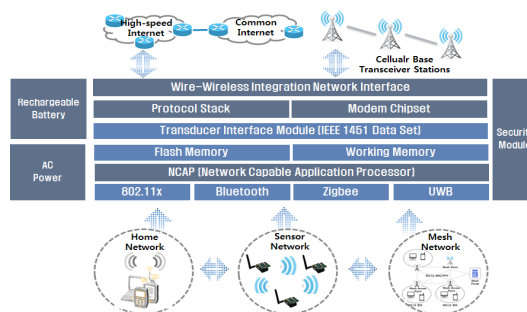 High-speed
Internet
Common
Internet
Cellualr Base
Transceiver Stations
Rechargeable
Battery
AC
Power
Wire-Wireless Integration Network Interface
Protocol Stack
Modem Chipset
Transducer Interface Module (IEEE 1451 Data Set)
Flash Memory
Working Memory
NCAP (Network Capable Application Processor)
802.11x
Bluetooth
Zigbee
UWB
Security
Module
Home
Network
Sensor
Network
Mesh
Network